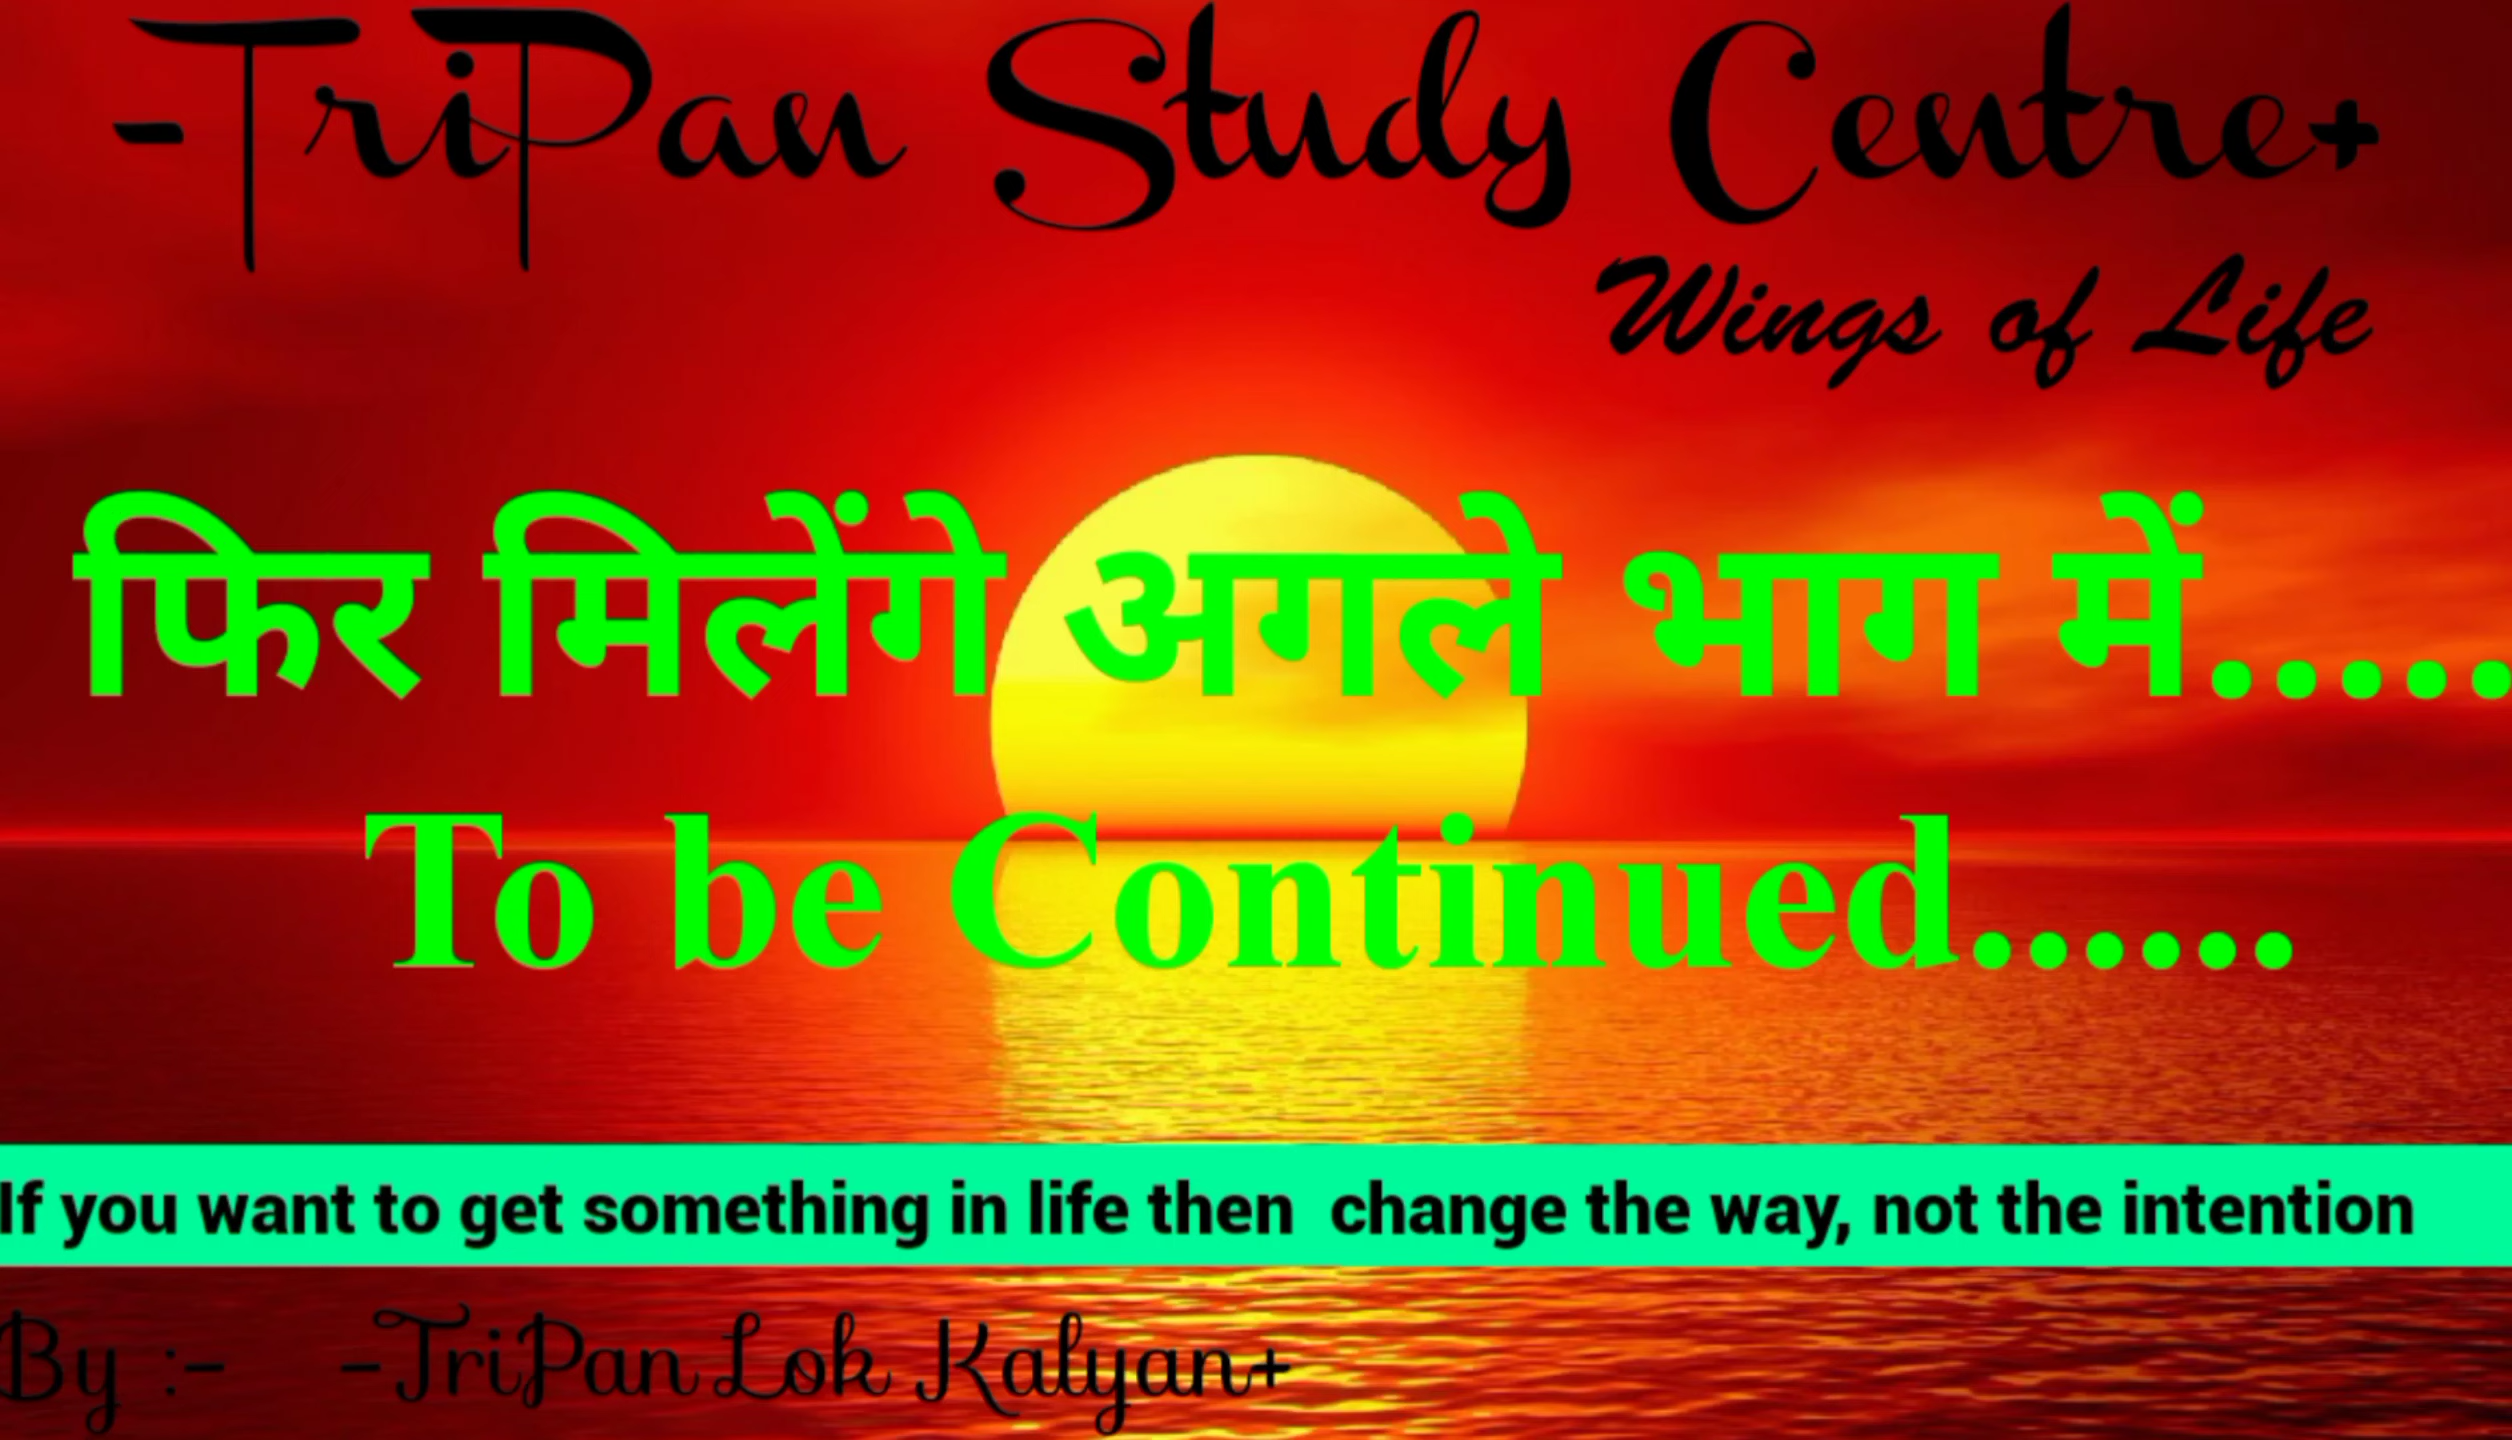 -TriPan Study Centre+
Wings of Life
फिर मिलेंगे अगले भाग में.....
To be Continued......
If you want to get something in life then change the way, not the intention
By :- -TriPan Lok Kalyan+